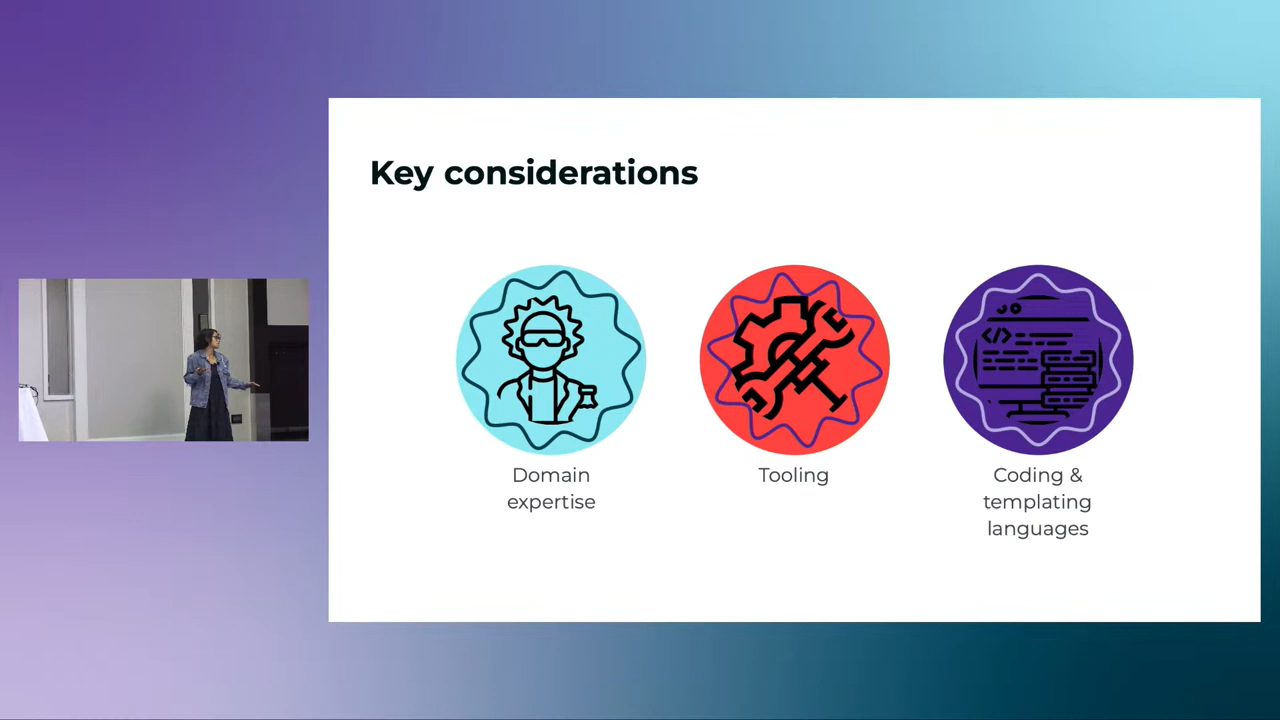 Key considerations
Domain
expertise
Tooling
Coding &
templating
languages